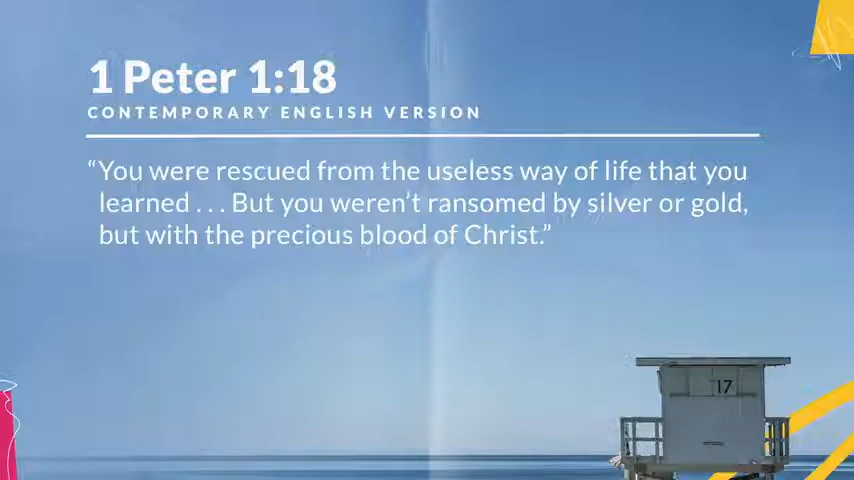 1 Peter 1:18
CONTEMPORARY ENGLISH VERSION
“You were rescued from the useless way of life that you
learned . . . But you weren’t ransomed by silver or gold,
but with the precious blood of Christ.”
17